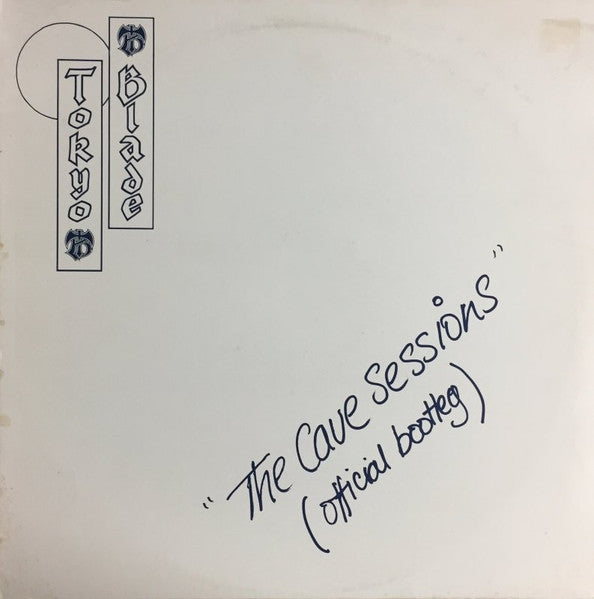 Tokyo
Blade
"The Cave Sessions"
(official bootleg)